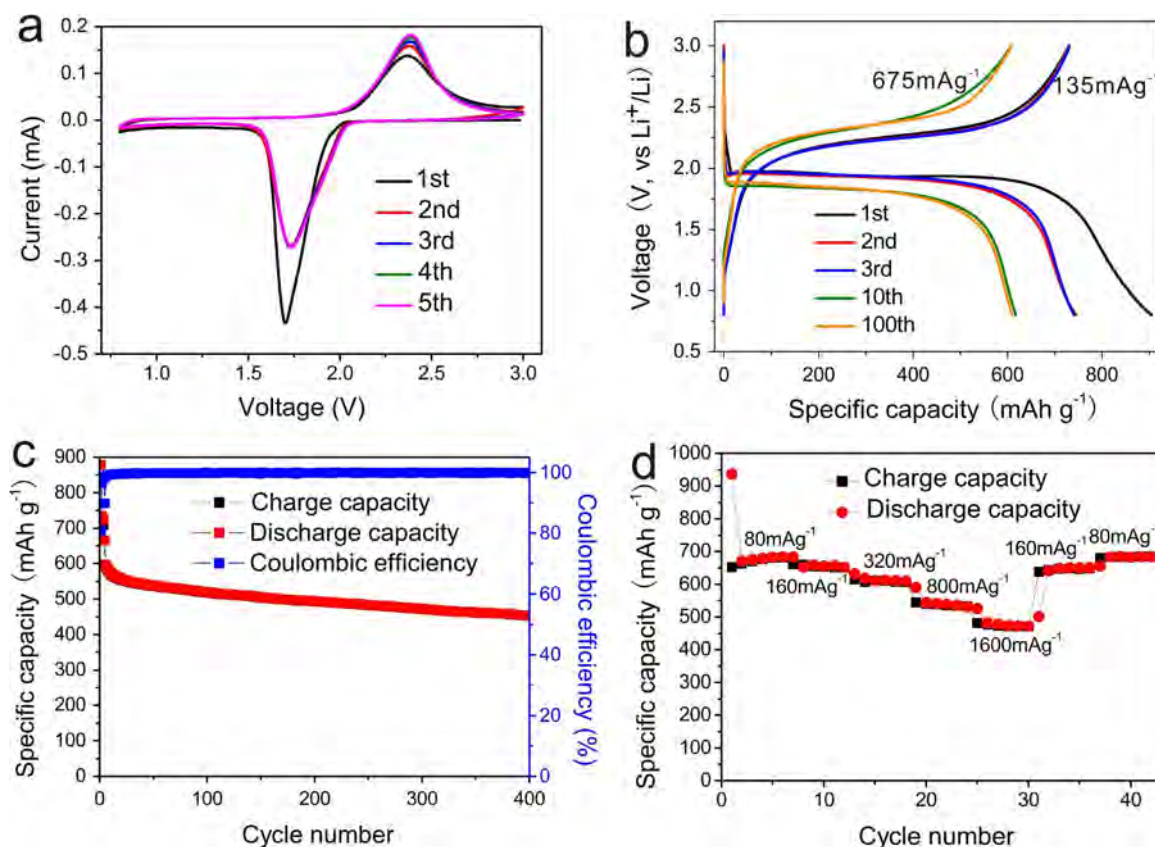 a
0.2
0.1
0.0
-0.1
-0.2
-0.3
-0.4
-0.5
Current (mA)
1st
2nd
3rd
4th
5th
1.0 1.5 2.0 2.5 3.0
Voltage (V)
b
3.0
2.5
2.0
1.5
1.0
0.5
Voltage (V, vs Li⁺/Li)
675mAg⁻¹
135mAg⁻¹
1st
2nd
3rd
10th
100th
0 200 400 600 800
Specific capacity (mAh g⁻¹)
c
900
850
700
600
500
450
300
200
150
50
0
Specific capacity (mAh g⁻¹)
Charge capacity
Discharge capacity
Coulombic efficiency
100
80
60
40
20
0
Coulombic efficiency (%)
0 100 200 300 400
Cycle number
d
1000
900
800
700
600
500
400
300
200
100
0
Specific capacity (mAh g⁻¹)
Charge capacity
Discharge capacity
80mAg⁻¹
160mAg⁻¹
320mAg⁻¹
800mAg⁻¹
1600mAg⁻¹
160mAg⁻¹
80mAg⁻¹
0 10 20 30 40
Cycle number